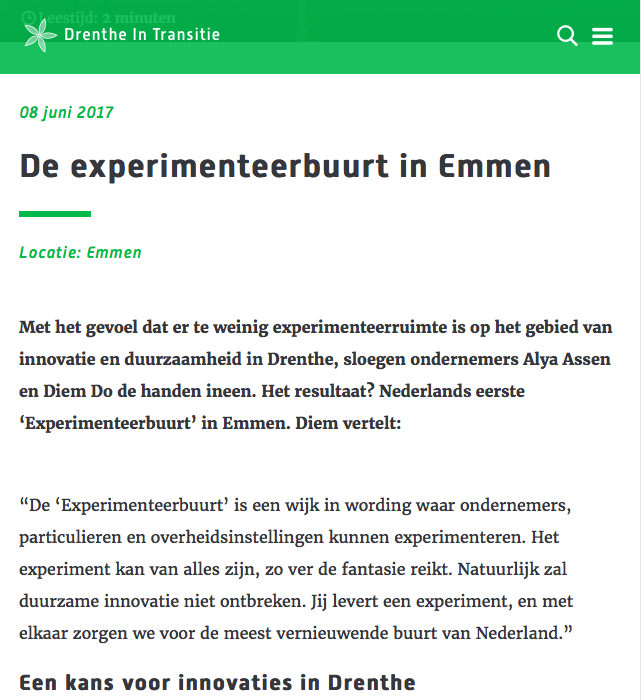 Leestijd: 2 minuten
Drenthe In Transitie
08 juni 2017
De experimenteerbuurt in Emmen
Locatie: Emmen
Met het gevoel dat er te weinig experimenteerruimte is op het gebied van
innovatie en duurzaamheid in Drenthe, sloegen ondernemers Alya Assen
en Diem Do de handen ineen. Het resultaat? Nederlands eerste
‘Experimenteerbuurt’ in Emmen. Diem vertelt:
“De ‘Experimenteerbuurt’ is een wijk in wording waar ondernemers,
particulieren en overheidsinstellingen kunnen experimenteren. Het
experiment kan van alles zijn, zo ver de fantasie reikt. Natuurlijk zal
duurzame innovatie niet ontbreken. Jij levert een experiment, en met
elkaar zorgen we voor de meest vernieuwende buurt van Nederland.”
Een kans voor innovaties in Drenthe